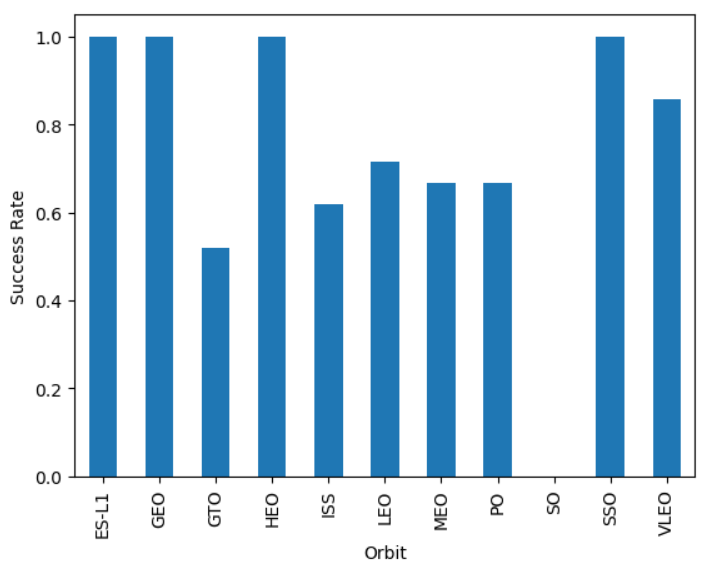 1.0
0.8
0.6
0.4
0.2
0.0
Success Rate
ES-L1
GEO
GTO
HEO
ISS
LEO
MEO
PO
SO
SSO
VLEO
Orbit